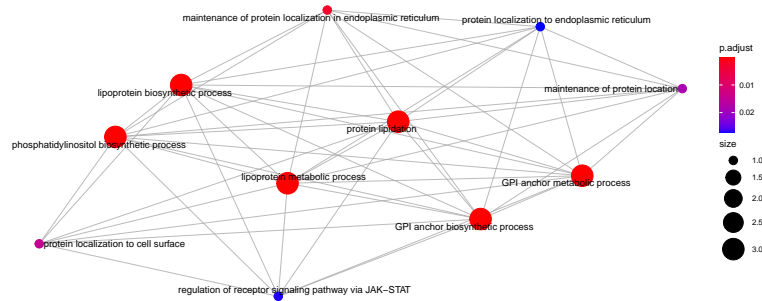 maintenance of protein localization in endoplasmic reticulum
protein localization to endoplasmic reticulum
p.adjust
0.01
0.02
maintenance of protein location
lipoprotein biosynthetic process
protein lipidation
phosphatidylinositol biosynthetic process
lipoprotein metabolic process
GPI anchor metabolic process
size
1.0
1.5
2.0
2.5
3.0
GPI anchor biosynthetic process
protein localization to cell surface
regulation of receptor signaling pathway via JAK−STAT